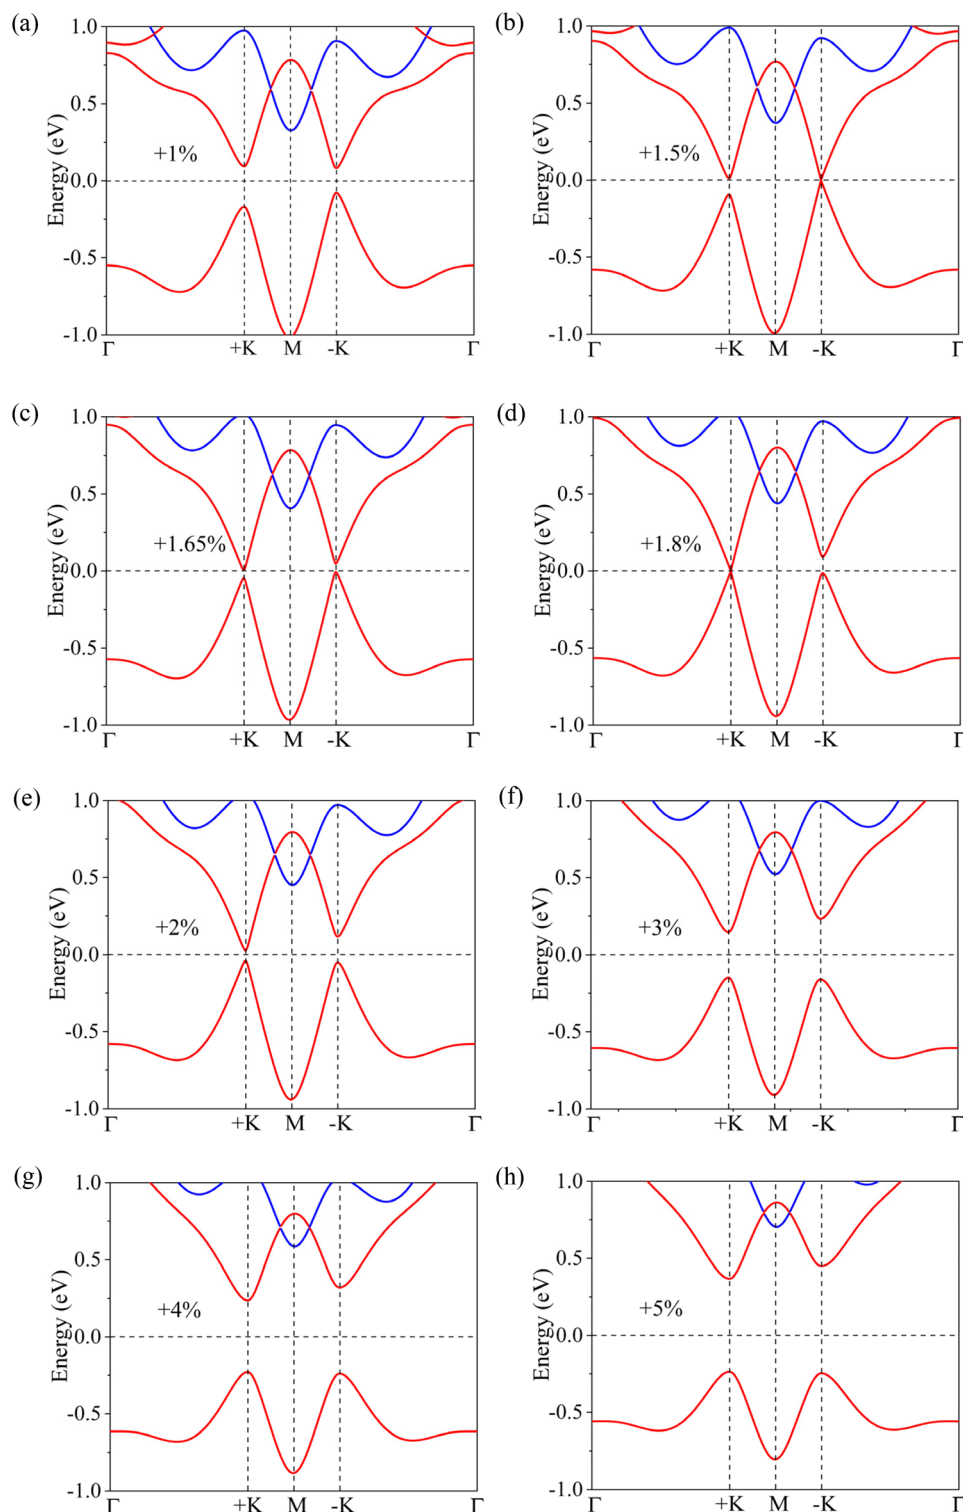 (a)
1.0
0.5
0.0
-0.5
-1.0
Energy (eV)
+1%
Γ +K M -K Γ
(b)
1.0
0.5
0.0
-0.5
-1.0
Energy (eV)
+1.5%
Γ +K M -K Γ
(c)
1.0
0.5
0.0
-0.5
-1.0
Energy (eV)
+1.65%
Γ +K M -K Γ
(d)
1.0
0.5
0.0
-0.5
-1.0
Energy (eV)
+1.8%
Γ +K M -K Γ
(e)
1.0
0.5
0.0
-0.5
-1.0
Energy (eV)
+2%
Γ +K M -K Γ
(f)
1.0
0.5
0.0
-0.5
-1.0
Energy (eV)
+3%
Γ +K M -K Γ
(g)
1.0
0.5
0.0
-0.5
-1.0
Energy (eV)
+4%
Γ +K M -K Γ
(h)
1.0
0.5
0.0
-0.5
-1.0
Energy (eV)
+5%
Γ +K M -K Γ